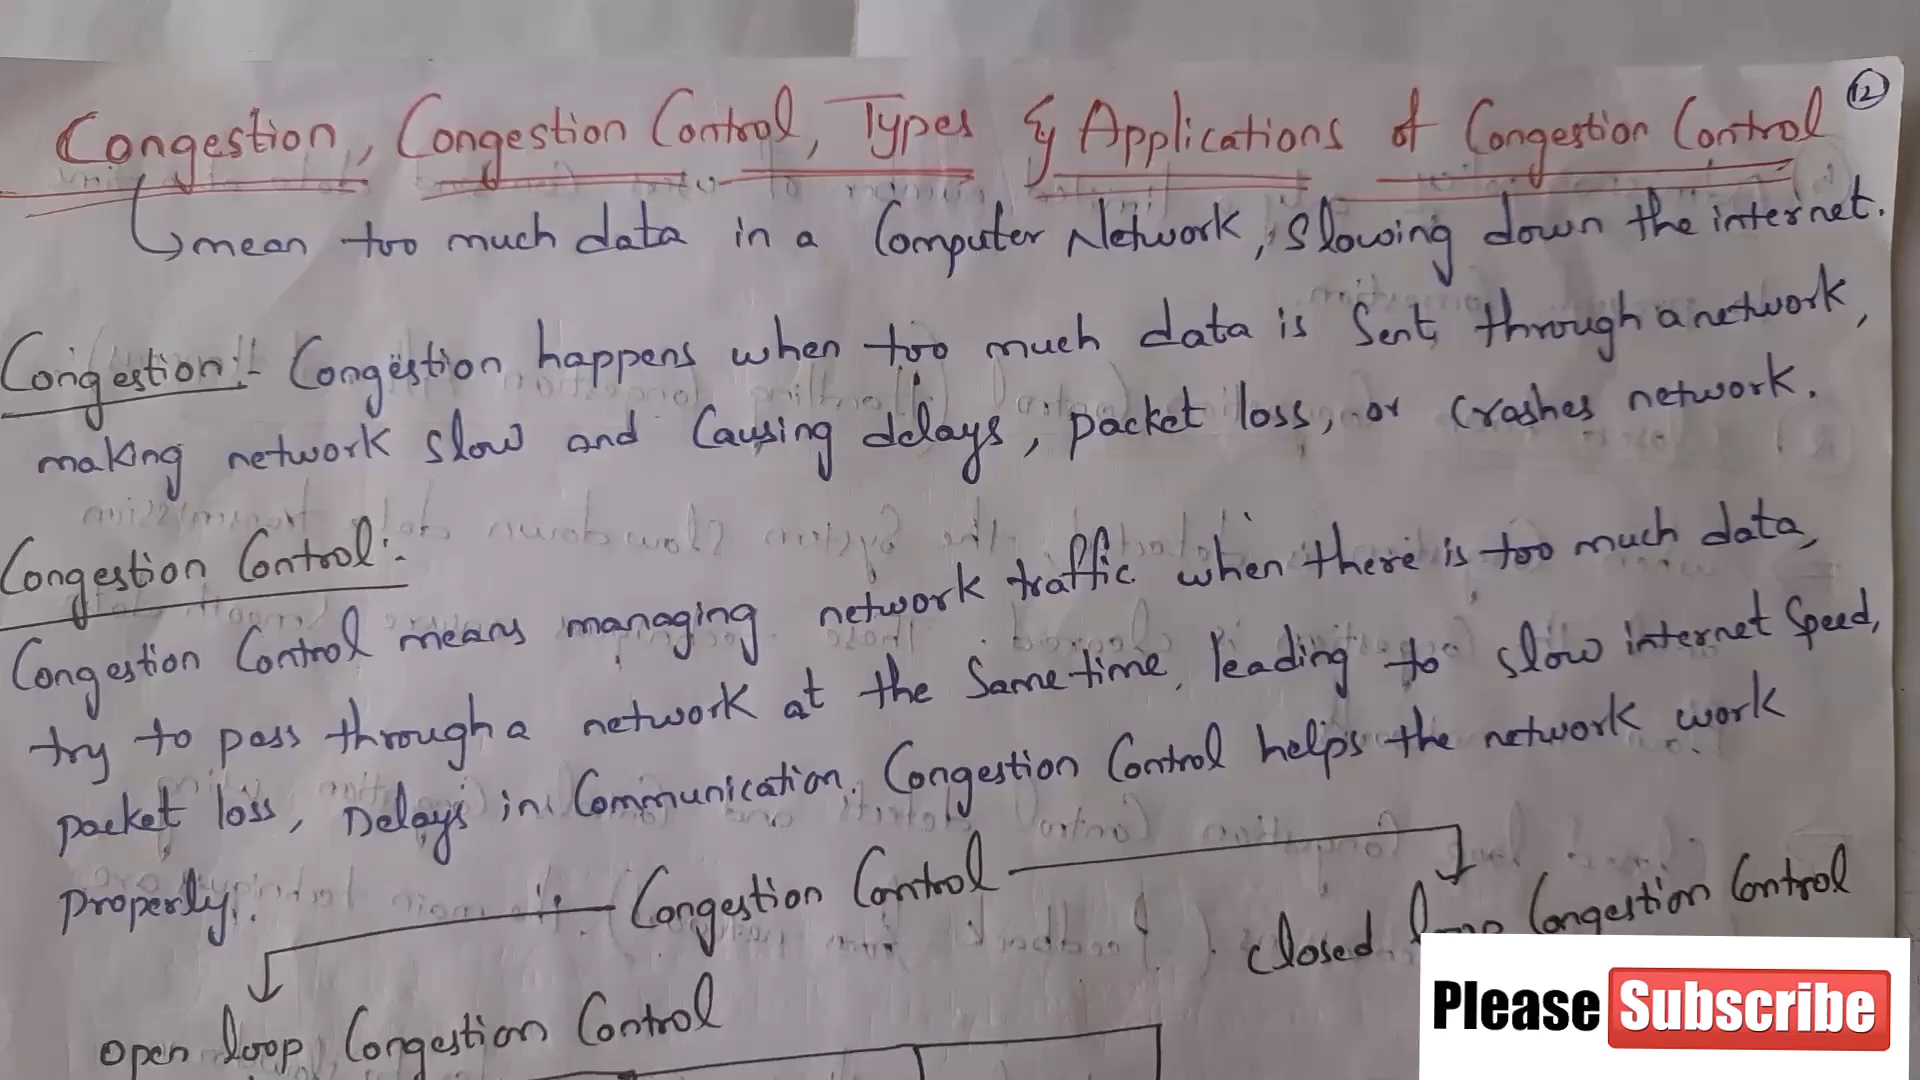 Congestion, Congestion Control, Types & Applications of Congestion Control
12
↳ mean too much data in a Computer Network, Slowing down the internet.
Congestion:- Congestion happens when too much data is Sent through a network,
making network slow and Causing delays, packet loss, or Crashes network.
Congestion Control:-
Congestion Control means managing network traffic when there is too much data,
try to pass through a network at the Same time, leading to slow internet Speed,
packet loss, Delays in Communication. Congestion Control helps the network work
properly.
Congestion Control
closed loop Congestion Control
open loop Congestion Control
Please Subscribe